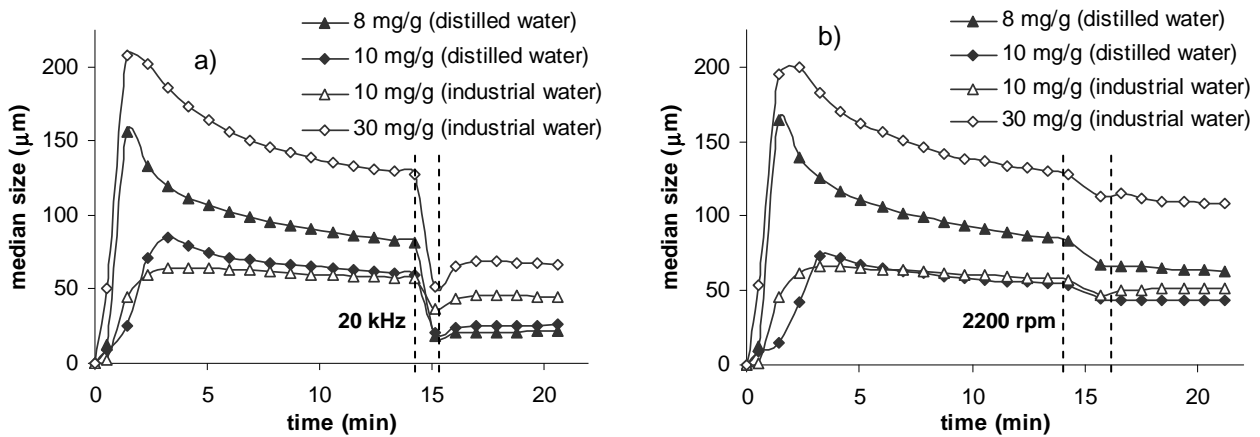 a)
8 mg/g (distilled water)
10 mg/g (distilled water)
10 mg/g (industrial water)
30 mg/g (industrial water)
200
150
100
50
0
median size (μm)
20 kHz
0 5 10 15 20
time (min)
b)
8 mg/g (distilled water)
10 mg/g (distilled water)
10 mg/g (industrial water)
30 mg/g (industrial water)
200
150
100
50
0
median size (μm)
2200 rpm
0 5 10 15 20
time (min)